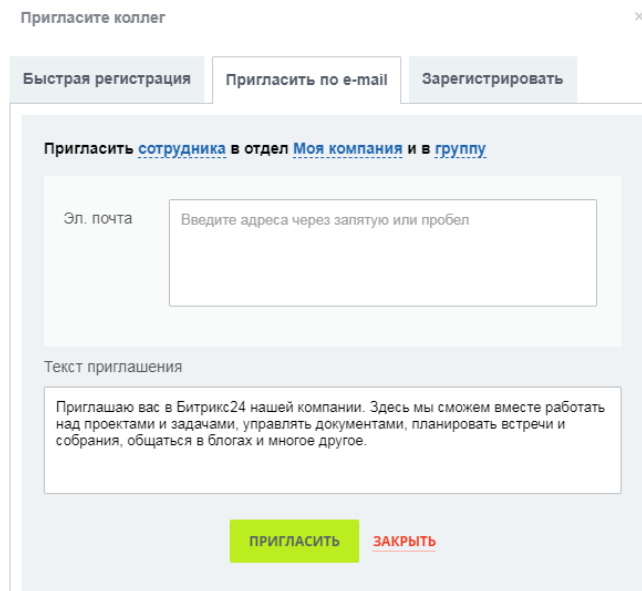 Пригласите коллег
×
Быстрая регистрация Пригласить по e-mail Зарегистрировать
Пригласить сотрудника в отдел Моя компания и в группу
Эл. почта Введите адреса через запятую или пробел
Текст приглашения
Приглашаю вас в Битрикс24 нашей компании. Здесь мы сможем вместе работать
над проектами и задачами, управлять документами, планировать встречи и
собрания, общаться в блогах и многое другое.
ПРИГЛАСИТЬ ЗАКРЫТЬ